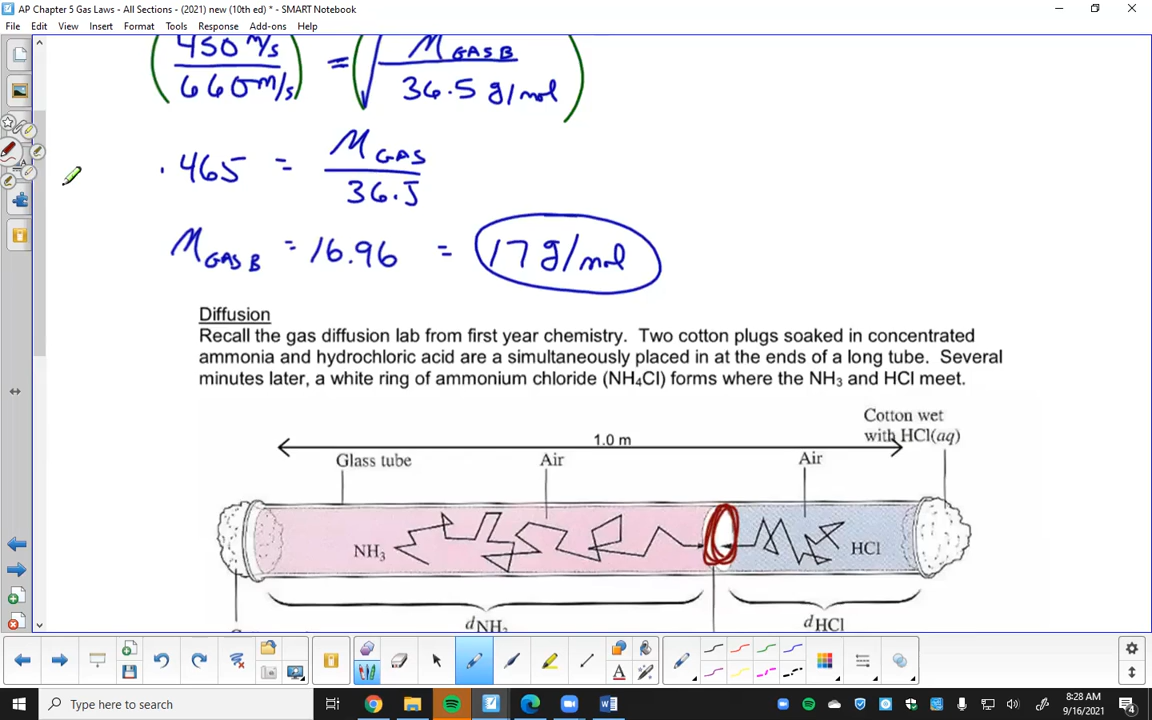 AP Chapter 5 Gas Laws - All Sections - (2021) new (10th ed) * - SMART Notebook
File Edit View Insert Format Tools Response Add-ons Help
450 m/s / 660 m/s = √ M GAS B / 36.5 g/mol
.465 = M GAS / 36.5
M GAS B = 16.96 = 17 g/mol
Diffusion
Recall the gas diffusion lab from first year chemistry. Two cotton plugs soaked in concentrated
ammonia and hydrochloric acid are a simultaneously placed in at the ends of a long tube. Several
minutes later, a white ring of ammonium chloride (NH₄Cl) forms where the NH₃ and HCl meet.
Cotton wet
with HCl(aq)
1.0 m
Glass tube Air Air
NH₃ HCl
dNH₃ dHCl
A
Type here to search
8:28 AM
9/16/2021
4